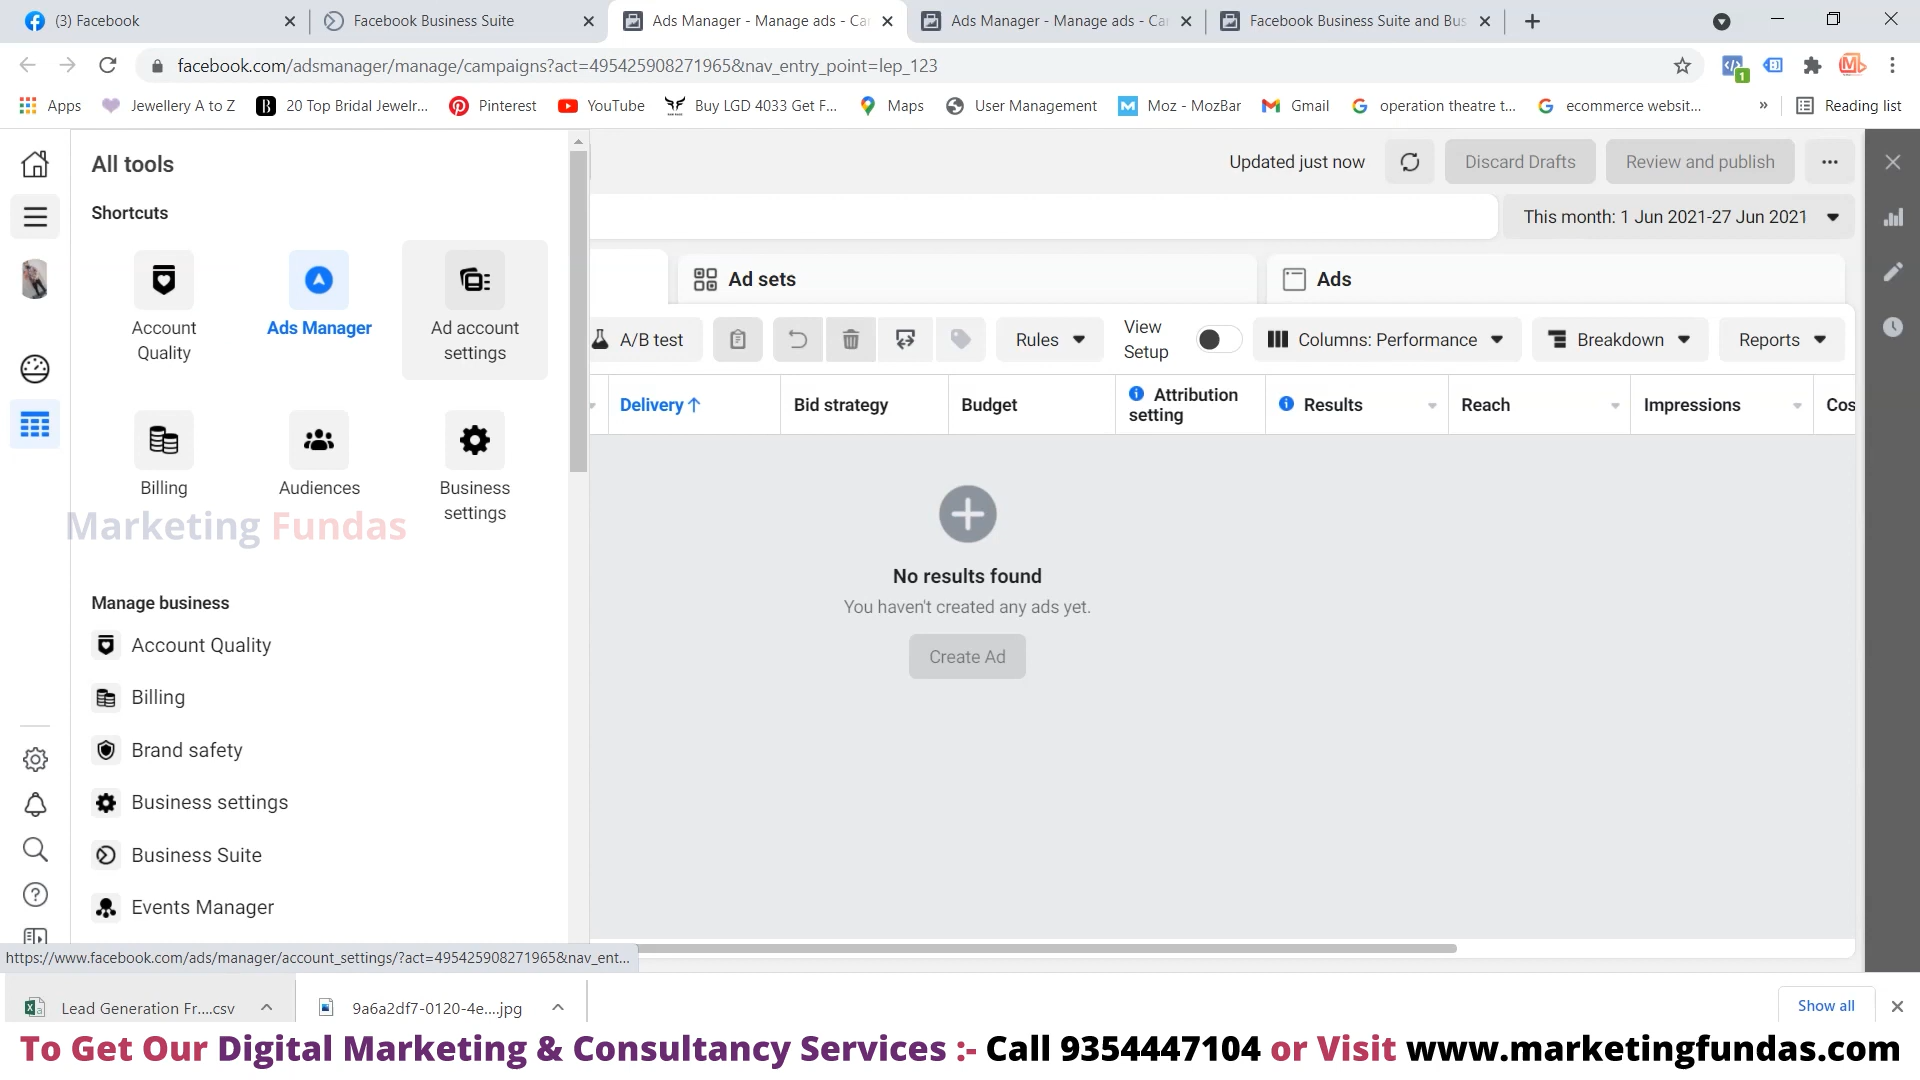 (3) Facebook
Facebook Business Suite
Ads Manager - Manage ads - Ca
Ads Manager - Manage ads - Ca
Facebook Business Suite and Bus
facebook.com/adsmanager/manage/campaigns?act=495425908271965&nav_entry_point=lep_123
1
Apps
Jewellery A to Z
20 Top Bridal Jewelr...
Pinterest
YouTube
Buy LGD 4033 Get F...
Maps
User Management
Moz - MozBar
Gmail
operation theatre t...
ecommerce websit...
»
Reading list
All tools
Shortcuts
Account Quality
Ads Manager
Ad account settings
Billing
Audiences
Business settings
Marketing Fundas
Manage business
Account Quality
Billing
Brand safety
Business settings
Business Suite
Events Manager
Updated just now
Discard Drafts
Review and publish
This month: 1 Jun 2021-27 Jun 2021
Ad sets
Ads
A/B test
Rules
View Setup
Columns: Performance
Breakdown
Reports
Delivery↑
Bid strategy
Budget
Attribution setting
Results
Reach
Impressions
Cos
No results found
You haven't created any ads yet.
Create Ad
https://www.facebook.com/ads/manager/account_settings/?act=495425908271965&nav_ent...
Lead Generation Fr....csv
9a6a2df7-0120-4e....jpg
Show all
To Get Our Digital Marketing & Consultancy Services :- Call 9354447104 or Visit www.marketingfundas.com